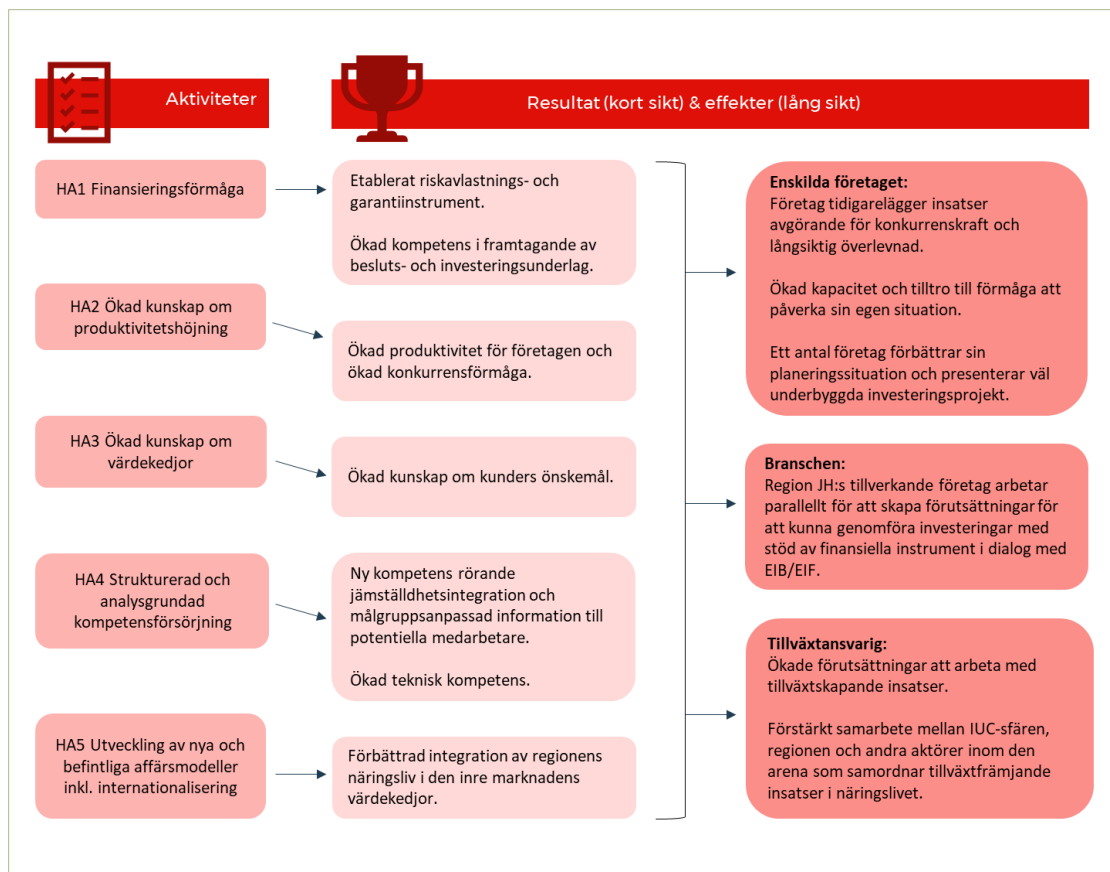 Aktiviteter
Resultat (kort sikt) & effekter (lång sikt)
HA1 Finansieringsförmåga
Etablerat riskavlastnings- och
garantiinstrument.
Ökad kompetens i framtagande av
besluts- och investeringsunderlag.
HA2 Ökad kunskap om
produktivitetshöjning
Ökad produktivitet för företagen och
ökad konkurrensförmåga.
HA3 Ökad kunskap om
värdekedjor
Ökad kunskap om kunders önskemål.
HA4 Strukturerad och
analysgrundad
kompetensförsörjning
Ny kompetens rörande
jämställdhetsintegration och
målgruppsanpassad information till
potentiella medarbetare.
Ökad teknisk kompetens.
HA5 Utveckling av nya och
befintliga affärsmodeller
inkl. internationalisering
Förbättrad integration av regionens
näringsliv i den inre marknadens
värdekedjor.
Enskilda företaget:
Företag tidigarelägger insatser
avgörande för konkurrenskraft och
långsiktig överlevnad.
Ökad kapacitet och tilltro till förmåga att
påverka sin egen situation.
Ett antal företag förbättrar sin
planeringssituation och presenterar väl
underbyggda investeringsprojekt.
Branschen:
Region JH:s tillverkande företag arbetar
parallellt för att skapa förutsättningar för
att kunna genomföra investeringar med
stöd av finansiella instrument i dialog med
EIB/EIF.
Tillväxtansvarig:
Ökade förutsättningar att arbeta med
tillväxtskapande insatser.
Förstärkt samarbete mellan IUC-sfären,
regionen och andra aktörer inom den
arena som samordnar tillväxtfrämjande
insatser i näringslivet.